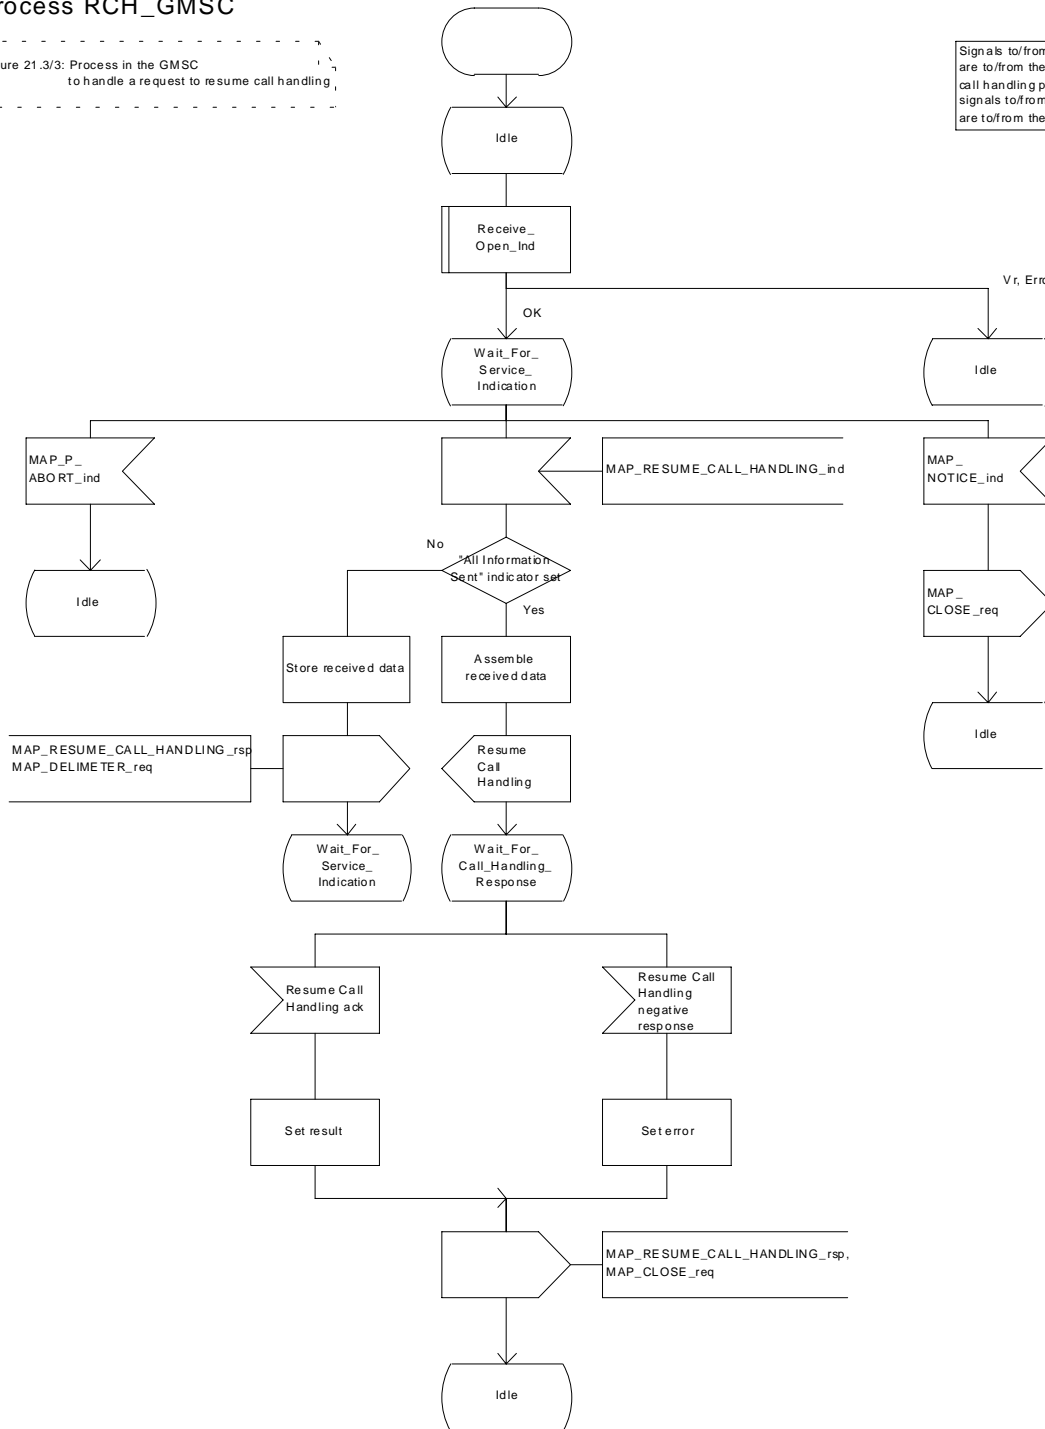 rocess RCH_GMSC
ure 21.3/3: Process in the GMSC
to handle a request to resume call handling
Signals to/from
are to/from the
call handling p
signals to/from
are to/from the
Idle
Receive_
Open_Ind
Vr, Erro
OK
Wait_For_
Service_
Indication
Idle
MAP_P_
ABORT_ind
MAP_RESUME_CALL_HANDLING_ind
MAP_
NOTICE_ind
No
"All Information
Sent" indicator set
Yes
Idle
MAP_
CLOSE_req
Store received data
Assemble
received data
Idle
MAP_RESUME_CALL_HANDLING_rsp
MAP_DELIMETER_req
Resume
Call
Handling
Wait_For_
Service_
Indication
Wait_For_
Call_Handling_
Response
Resume Call
Handling ack
Resume Call
Handling
negative
response
Set result
Set error
MAP_RESUME_CALL_HANDLING_rsp,
MAP_CLOSE_req
Idle